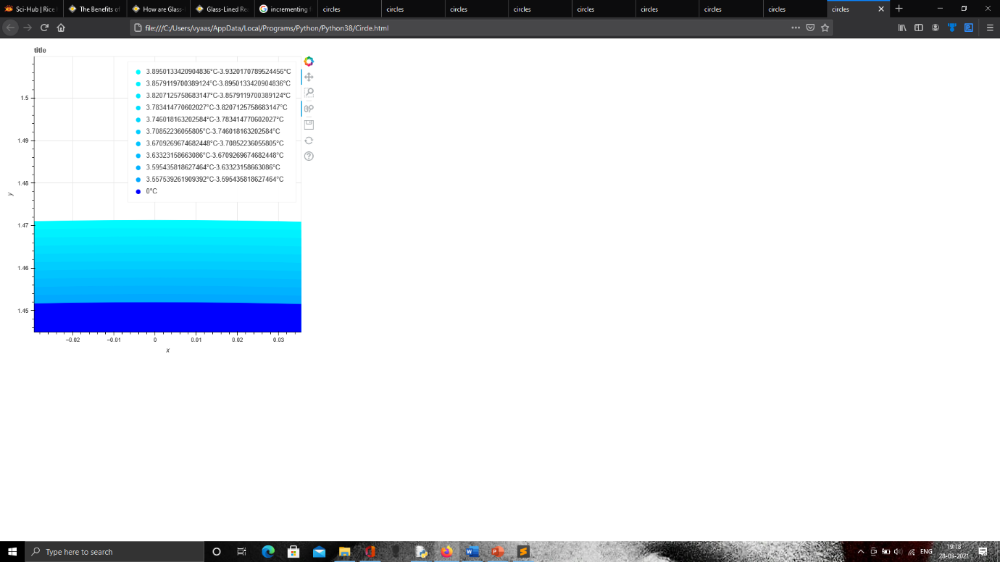 Sci-Hub | Rice
The Benefits of
How are Glass-
Glass-Lined Re
incrementing f
circles
circles
circles
circles
circles
circles
circles
circles
circles
file:///C:/Users/vyaas/AppData/Local/Programs/Python/Python38/Circle.html
title
3.8950133420904836°C-3.9320170789524456°C
3.8579119700389124°C-3.8950133420904836°C
3.8207125758683147°C-3.8579119700389124°C
3.783414770602027°C-3.8207125758683147°C
3.746018163202584°C-3.783414770602027°C
3.70852236055805°C-3.746018163202584°C
3.6709269674682448°C-3.70852236055805°C
3.63323158663086°C-3.6709269674682448°C
3.595435818627464°C-3.63323158663086°C
3.557539261909392°C-3.595435818627464°C
0°C
1.5
1.49
1.48
1.47
1.46
1.45
y
−0.02
−0.01
0
0.01
0.02
0.03
x
Type here to search
ENG
19:18
28-03-2021